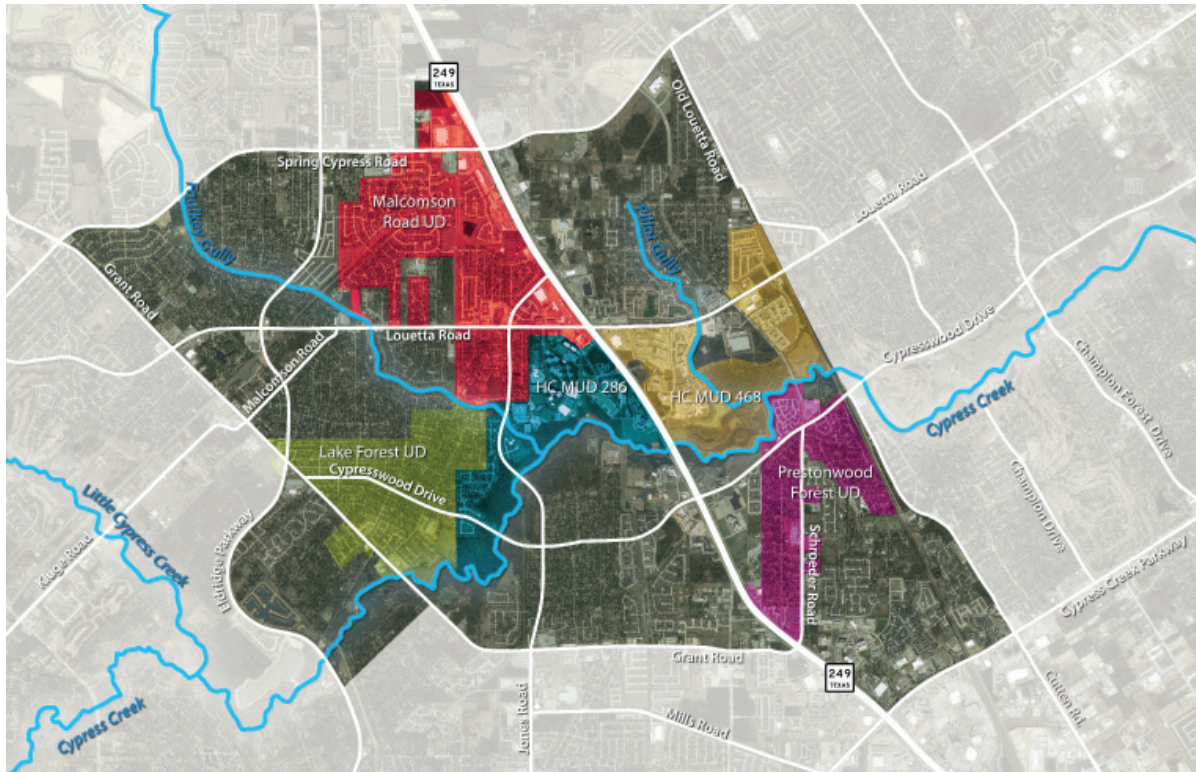 249
TEXAS
Old Louetta Road
Spring Cypress Road
Louetta Road
Faulkey Gully
Malcomson
Road UD
Pillot Gully
Grant Road
Louetta Road
Cypresswood Drive
Malcomson Road
HC MUD 286
HC MUD 468
Champion Forest Drive
Cypress Creek
Lake Forest UD
Cypresswood Drive
Prestonwood
Forest UD
Little Cypress Creek
Champion Drive
Kluge Road
Eldridge Parkway
Schroeder Road
Cypress Creek Parkway
Grant Road
249
TEXAS
Cutten Rd.
Cypress Creek
Jones Road
Mills Road